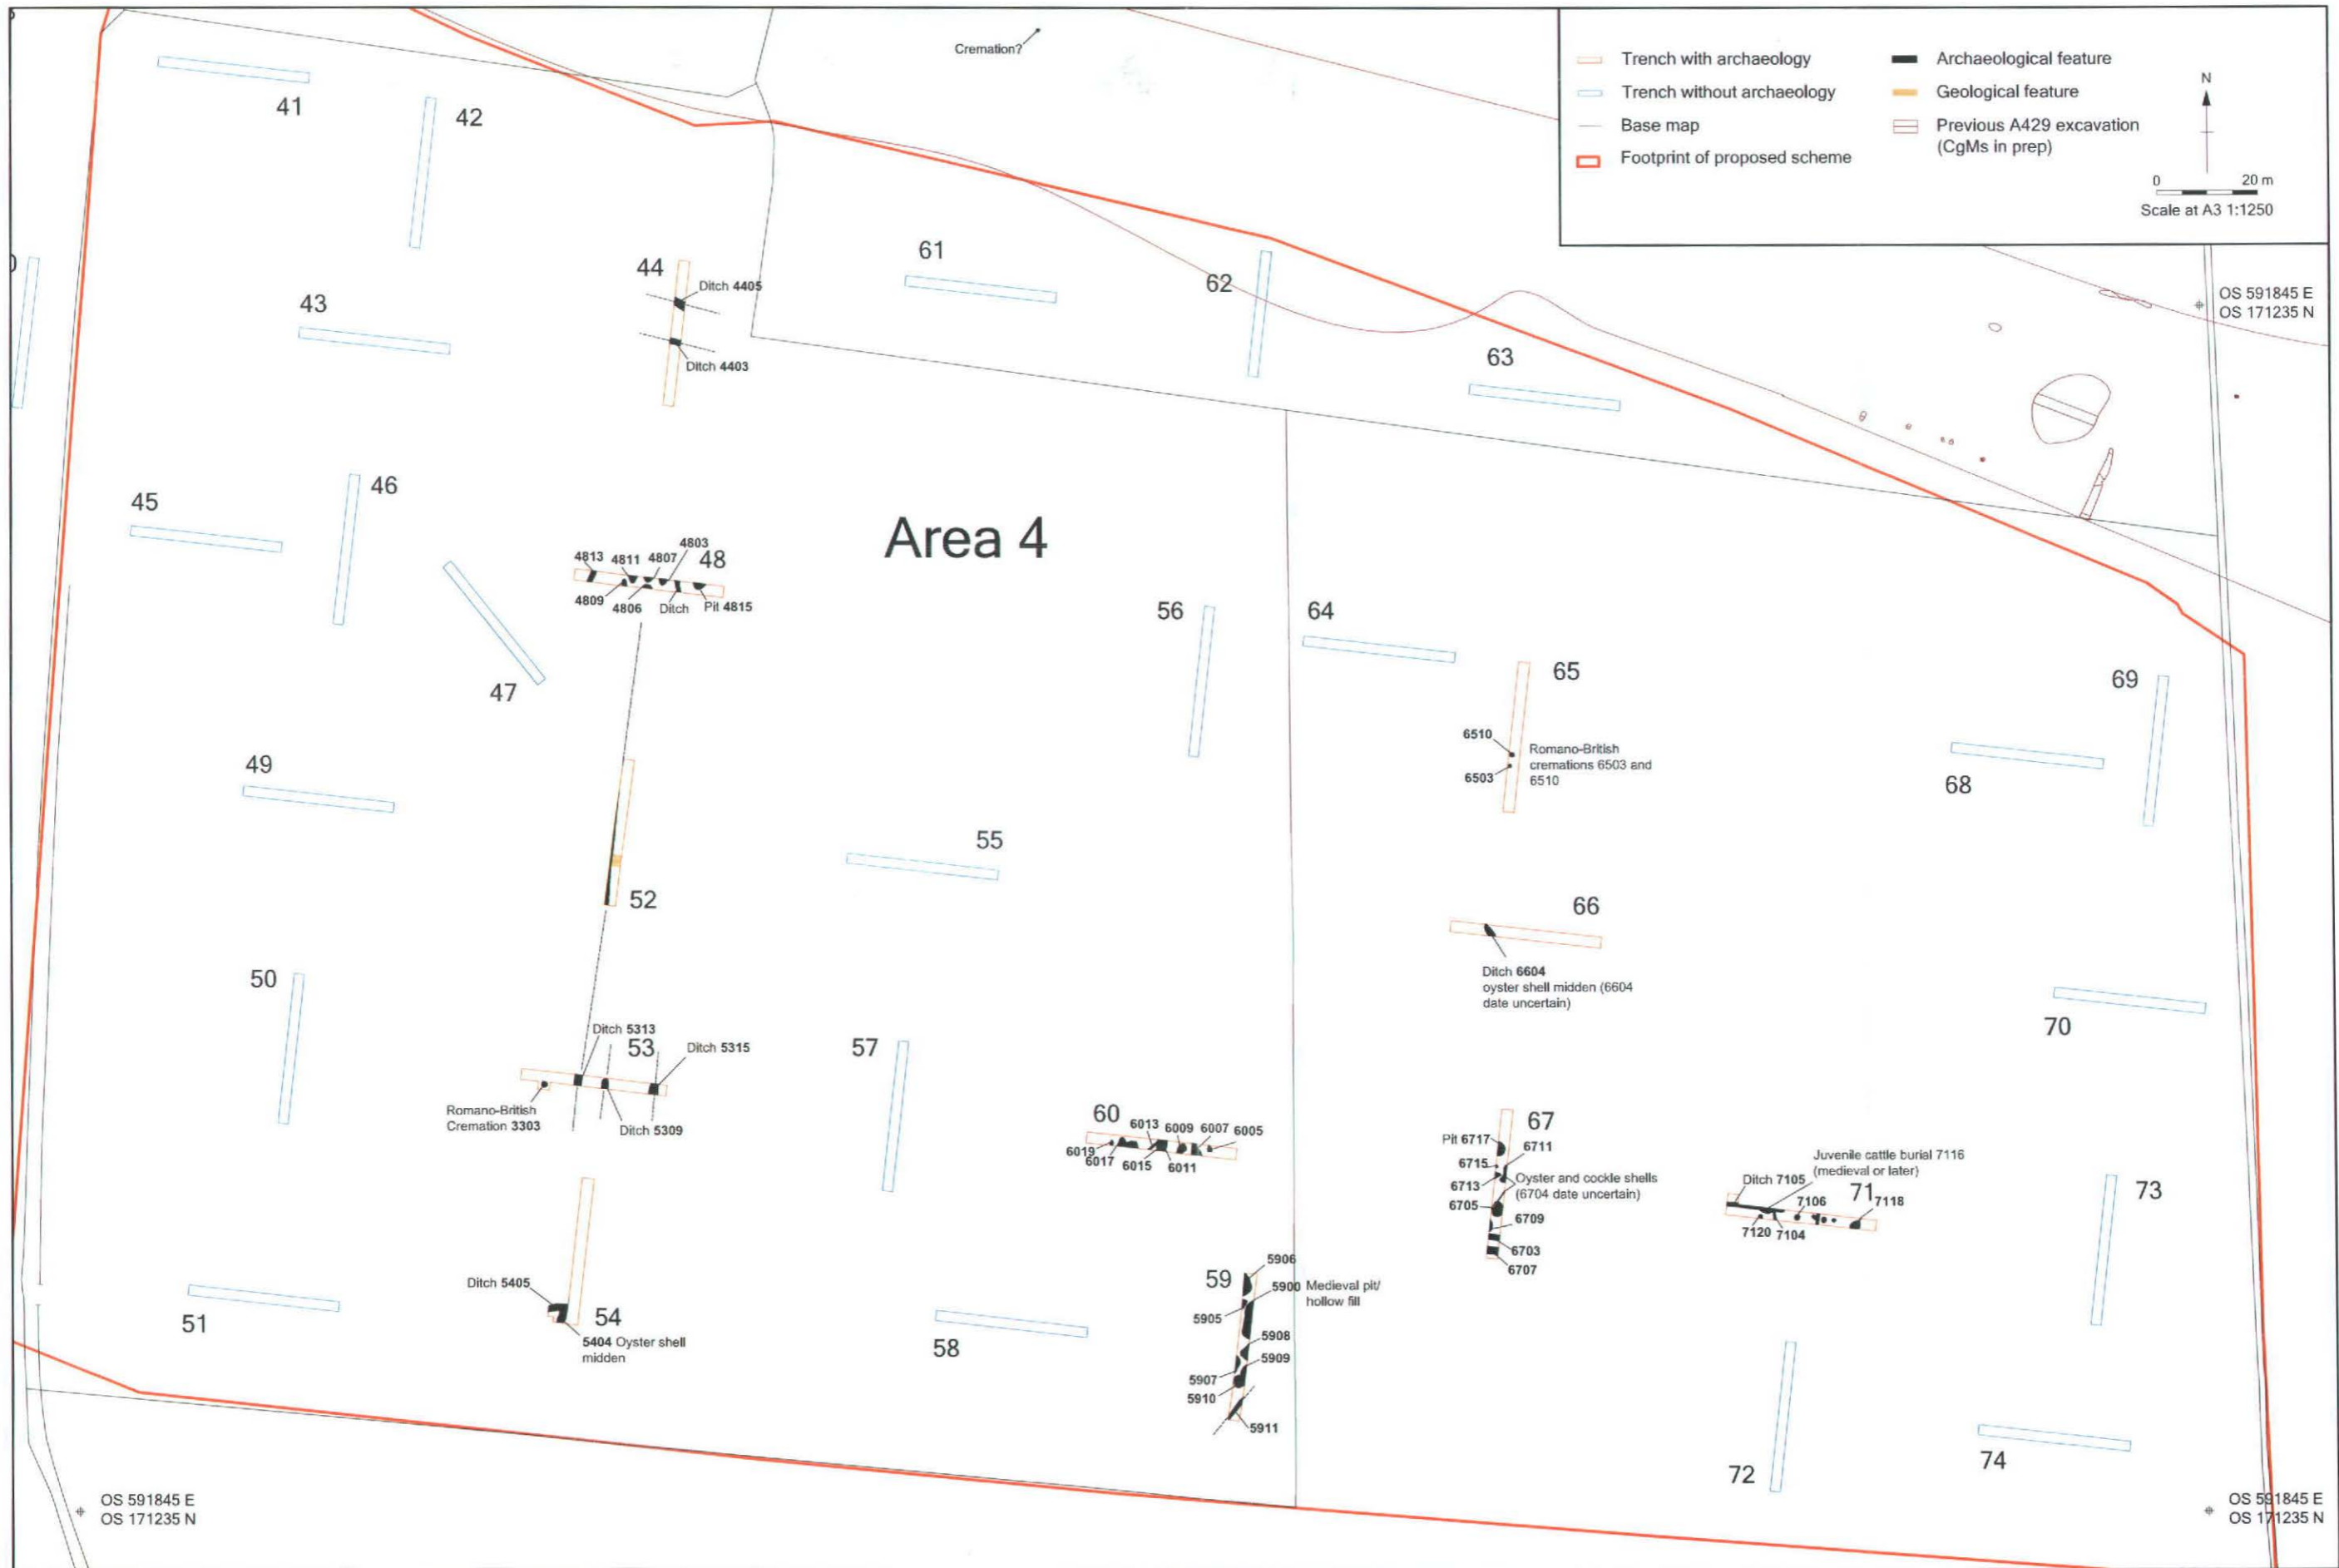 Cremation?
Trench with archaeology
Trench without archaeology
Base map
Footprint of proposed scheme
Archaeological feature
Geological feature
Previous A429 excavation
(CgMs in prep)
N
0 20 m
Scale at A3 1:1250
OS 591845 E
OS 171235 N
41
42
43
44
Ditch 4405
Ditch 4403
61
62
63
45
46
47
Area 4
4803
4813 4811 4807 48
4809 4806 Ditch Pit 4815
56
64
65
6510
6503
Romano-British
cremations 6503 and
6510
69
68
49
52
55
66
Ditch 6604
oyster shell midden (6604
date uncertain)
50
70
Ditch 5313
53
Ditch 5315
Romano-British
Cremation 3303
Ditch 5309
57
60
6013 6009 6007 6005
6019 6017 6015 6011
67
Pit 6717
6711
6715
6713
Oyster and cockle shells
(6704 date uncertain)
6705
6709
6703
6707
Juvenile cattle burial 7116
(medieval or later)
Ditch 7105
71
7106 7118
7120 7104
73
51
Ditch 5405
54
5404 Oyster shell
midden
58
59
5906
5900 Medieval pit/
hollow fill
5905
5908
5909
5907
5910
5911
72
74
OS 591845 E
OS 171235 N
OS 591845 E
OS 171235 N